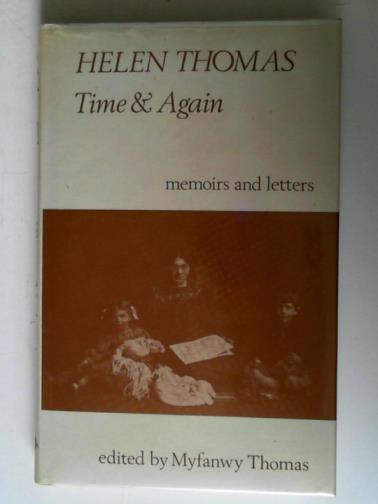 HELEN THOMAS
Time & Again
memoirs and letters
edited by Myfanwy Thomas